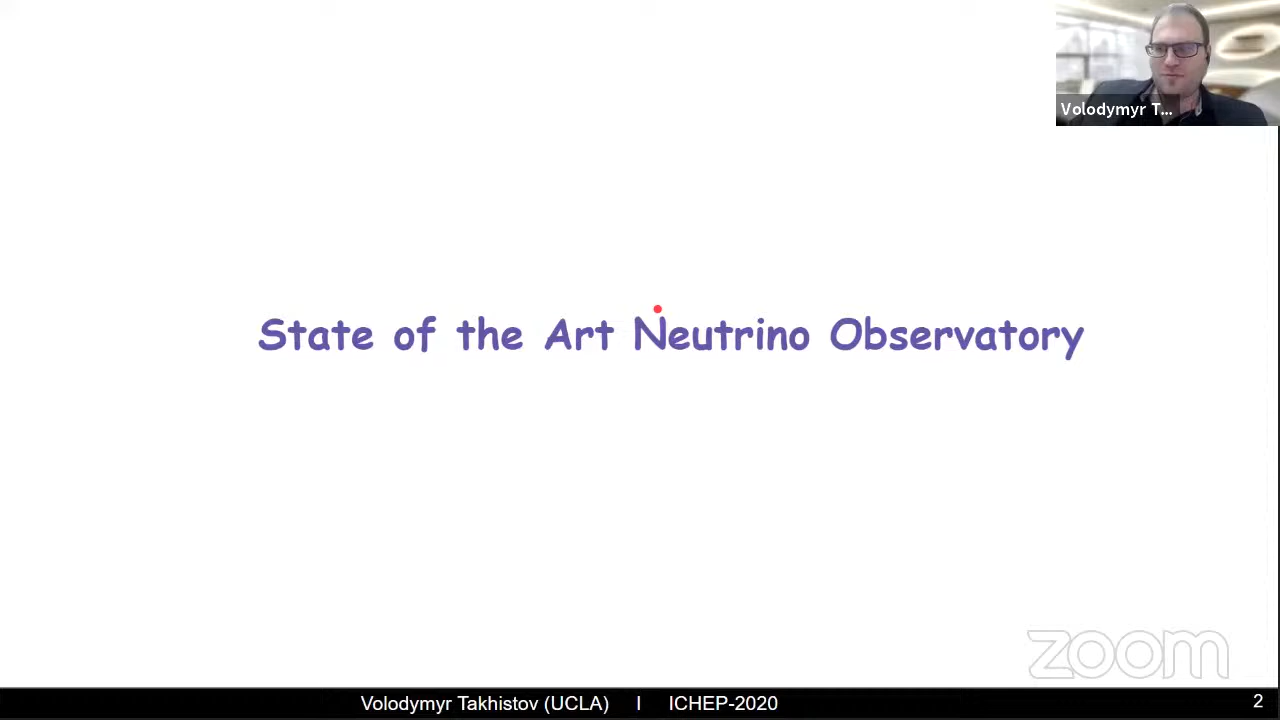 Volodymyr T...
State of the Art Neutrino Observatory
zoom
Volodymyr Takhistov (UCLA) I ICHEP-2020 2